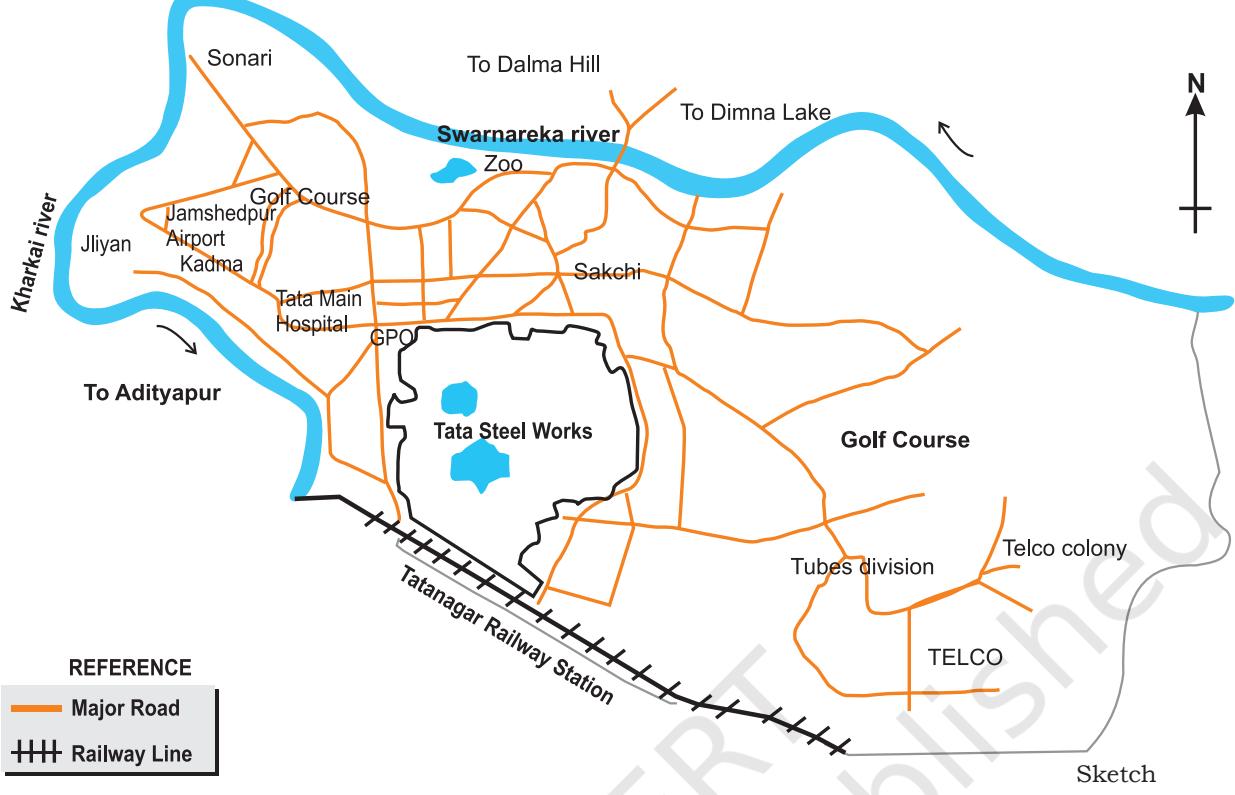 Sonari
To Dalma Hill
N
To Dimna Lake
Swarnareka river
Zoo
Golf Course
Jamshedpur
Airport
Kadma
Jliyan
Kharkai river
Sakchi
Tata Main
Hospital
GPO
To Adityapur
Tata Steel Works
Golf Course
Telco colony
Tubes division
Tatanagar Railway Station
TELCO
REFERENCE
Major Road
Railway Line
Sketch